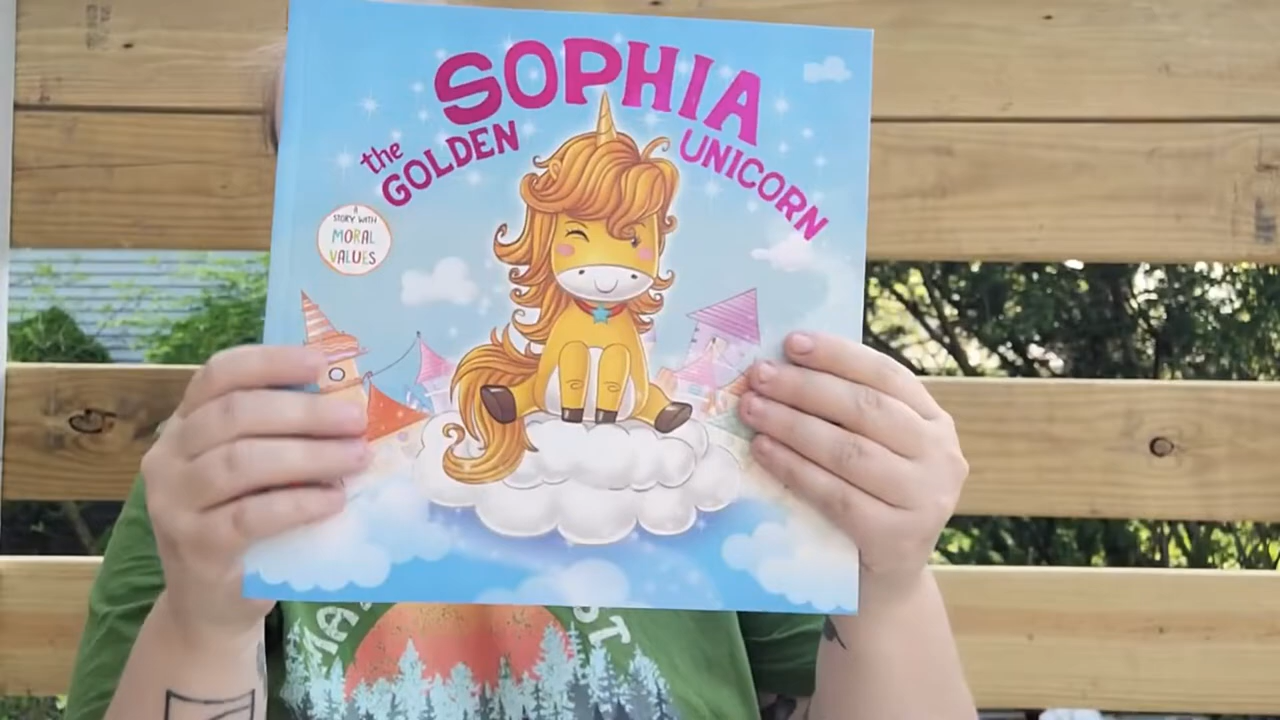 SOPHIA
the GOLDEN UNICORN
A
STORY WITH
MORAL
VALUES